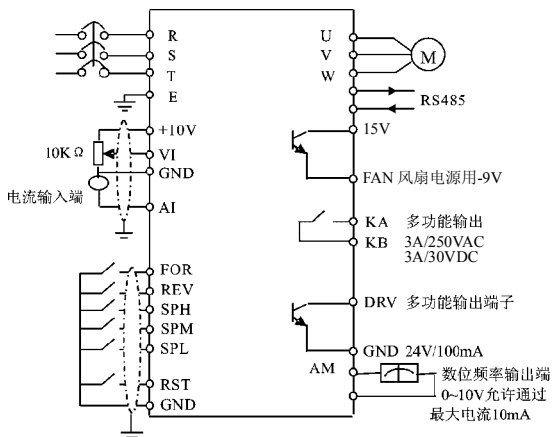 R
S
T
E
+10V
10KΩ
VI
GND
电流输入端
AI
FOR
REV
SPH
SPM
SPL
RST
GND
U
V
W
M
RS485
15V
FAN 风扇电源用-9V
KA 多功能输出
KB 3A/250VAC
3A/30VDC
DRV 多功能输出端子
GND 24V/100mA
AM
数位频率输出端
0~10V允许通过
最大电流10mA